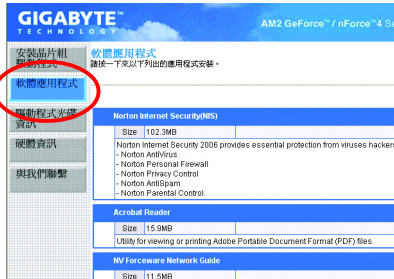 GIGABYTE™
TECHNOLOGY
AM2 GeForce™ / nForce™4 S
安裝晶片組
驅動程式
軟體應用程式
驅動程式光碟
資訊
硬體資訊
與我們聯繫
軟體應用程式
請按一下來以下列出的應用程式安裝。
Norton Internet Security(NIS)
Size 102.3MB
Norton Internet Security 2006 provides essential protection from viruses hackers
- Norton AntiVirus
- Norton Personal Firewall
- Norton Privacy Control
- Norton AntiSpam
- Norton Parental Control.
Acrobat Reader
Size 15.9MB
Utility for viewing or printing Adobe Portable Document Format (PDF) files.
NV Forceware Network Guide
Size 11.5MB